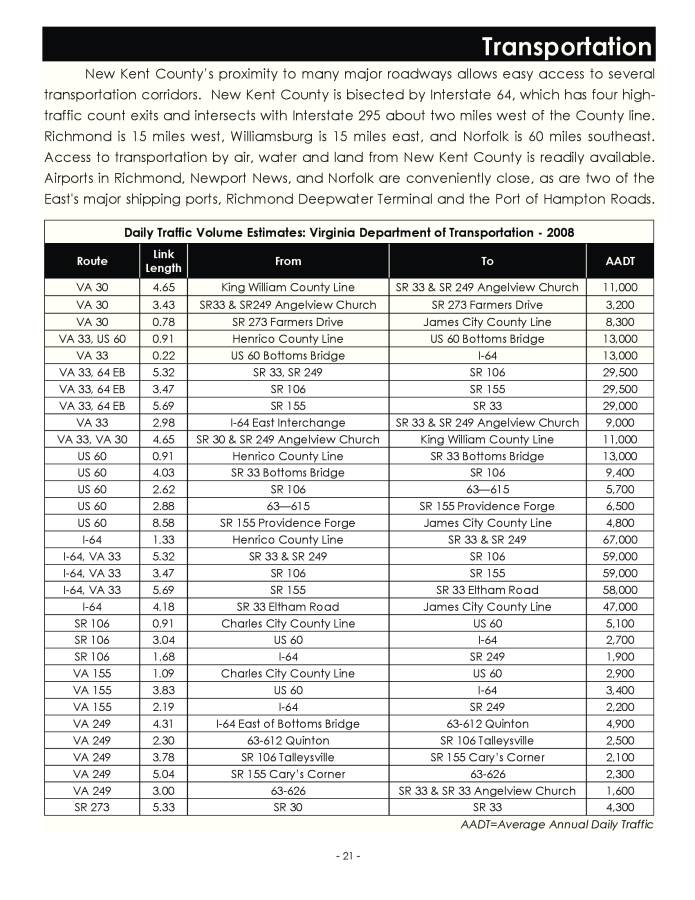 Transportation
New Kent County's proximity to many major roadways allows easy access to several
transportation corridors. New Kent County is bisected by Interstate 64, which has four high-
traffic count exits and intersects with Interstate 295 about two miles west of the County line.
Richmond is 15 miles west, Williamsburg is 15 miles east, and Norfolk is 60 miles southeast.
Access to transportation by air, water and land from New Kent County is readily available.
Airports in Richmond, Newport News, and Norfolk are conveniently close, as are two of the
East's major shipping ports, Richmond Deepwater Terminal and the Port of Hampton Roads.
Daily Traffic Volume Estimates: Virginia Department of Transportation - 2008
Route Link Length From To AADT
VA 30 4.65 King William County Line SR 33 & SR 249 Angelview Church 11,000
VA 30 3.43 SR33 & SR249 Angelview Church SR 273 Farmers Drive 3,200
VA 30 0.78 SR 273 Farmers Drive James City County Line 8,300
VA 33, US 60 0.91 Henrico County Line US 60 Bottoms Bridge 13,000
VA 33 0.22 US 60 Bottoms Bridge I-64 13,000
VA 33, 64 EB 5.32 SR 33, SR 249 SR 106 29,500
VA 33, 64 EB 3.47 SR 106 SR 155 29,500
VA 33, 64 EB 5.69 SR 155 SR 33 29,000
VA 33 2.98 I-64 East Interchange SR 33 & SR 249 Angelview Church 9,000
VA 33, VA 30 4.65 SR 30 & SR 249 Angelview Church King William County Line 11,000
US 60 0.91 Henrico County Line SR 33 Bottoms Bridge 13,000
US 60 4.03 SR 33 Bottoms Bridge SR 106 9,400
US 60 2.62 SR 106 63—615 5,700
US 60 2.88 63—615 SR 155 Providence Forge 6,500
US 60 8.58 SR 155 Providence Forge James City County Line 4,800
I-64 1.33 Henrico County Line SR 33 & SR 249 67,000
I-64, VA 33 5.32 SR 33 & SR 249 SR 106 59,000
I-64, VA 33 3.47 SR 106 SR 155 59,000
I-64, VA 33 5.69 SR 155 SR 33 Eltham Road 58,000
I-64 4.18 SR 33 Eltham Road James City County Line 47,000
SR 106 0.91 Charles City County Line US 60 5,100
SR 106 3.04 US 60 I-64 2,700
SR 106 1.68 I-64 SR 249 1,900
VA 155 1.09 Charles City County Line US 60 2,900
VA 155 3.83 US 60 I-64 3,400
VA 155 2.19 I-64 SR 249 2,200
VA 249 4.31 I-64 East of Bottoms Bridge 63-612 Quinton 4,900
VA 249 2.30 63-612 Quinton SR 106 Talleysville 2,500
VA 249 3.78 SR 106 Talleysville SR 155 Cary's Corner 2,100
VA 249 5.04 SR 155 Cary's Corner 63-626 2,300
VA 249 3.00 63-626 SR 33 & SR 33 Angelview Church 1,600
SR 273 5.33 SR 30 SR 33 4,300
AADT=Average Annual Daily Traffic
- 21 -